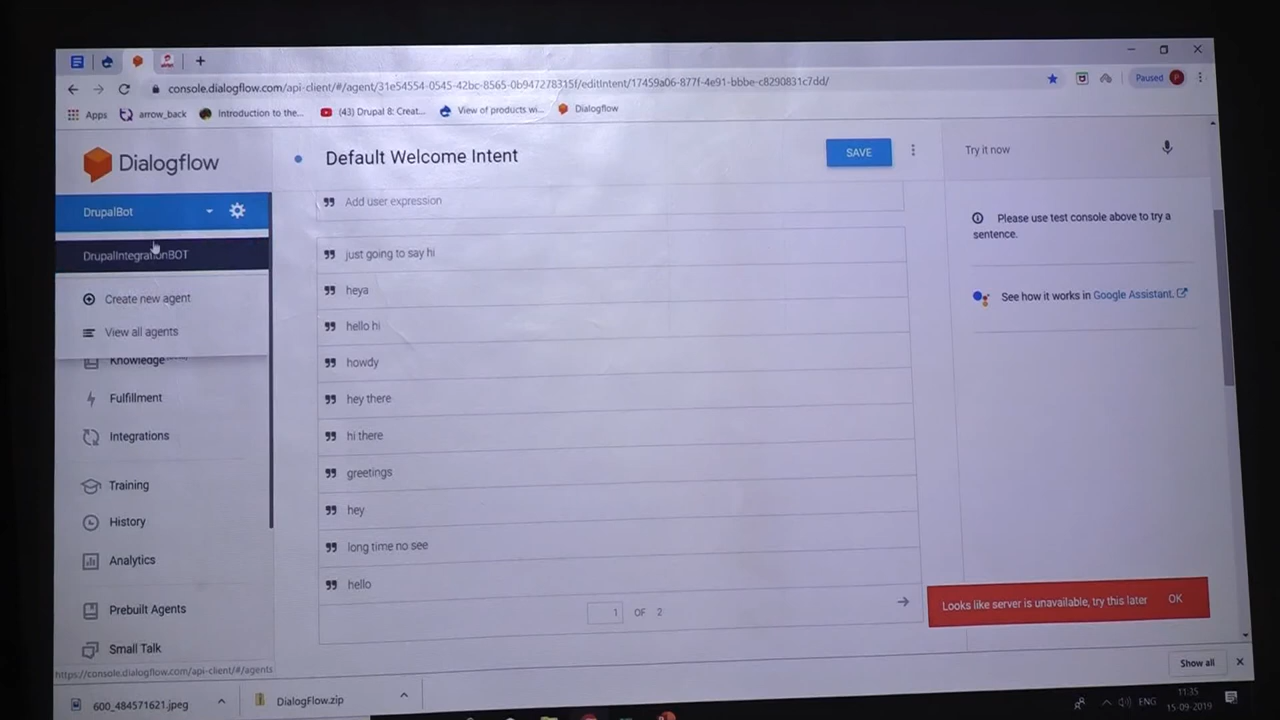 console.dialogflow.com/api-client/#/agent/31e54554-0545-42bc-8565-0b947278315f/editIntent/17459a06-877f-4e91-bbbe-c8290831c7dd/
Paused
P
Apps
arrow_back
Introduction to the...
(43) Drupal 8: Creat...
View of products wi...
Dialogflow
Dialogflow
Default Welcome Intent
SAVE
Try it now
DrupalBot
DrupalIntegrationBOT
Create new agent
View all agents
Knowledge
Fulfillment
Integrations
Training
History
Analytics
Prebuilt Agents
Small Talk
Add user expression
just going to say hi
heya
hello hi
howdy
hey there
hi there
greetings
hey
long time no see
hello
1 OF 2
Please use test console above to try a
sentence.
See how it works in Google Assistant.
Looks like server is unavailable, try this later
OK
https://console.dialogflow.com/api-client/#/agents
Show all
600_484571621.jpeg
DialogFlow.zip
ENG
11:35
15-09-2019